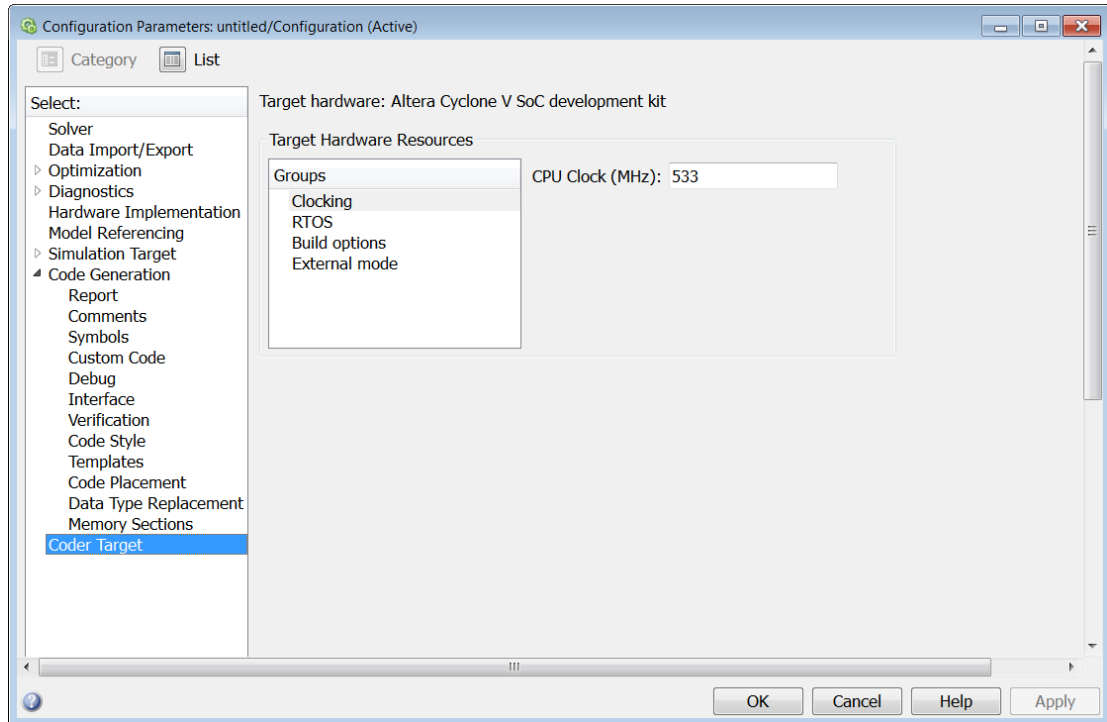 Configuration Parameters: untitled/Configuration (Active)
Category List
Select:
Solver
Data Import/Export
Optimization
Diagnostics
Hardware Implementation
Model Referencing
Simulation Target
Code Generation
Report
Comments
Symbols
Custom Code
Debug
Interface
Verification
Code Style
Templates
Code Placement
Data Type Replacement
Memory Sections
Coder Target
Target hardware: Altera Cyclone V SoC development kit
Target Hardware Resources
Groups
Clocking
RTOS
Build options
External mode
CPU Clock (MHz): 533
OK Cancel Help Apply